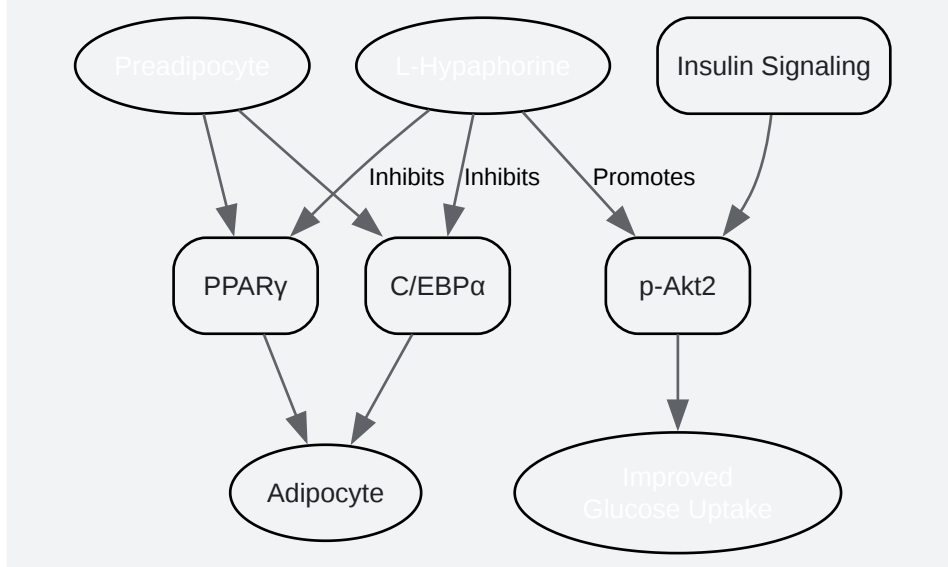 Preadipocyte
L-Hypaphorine
Insulin Signaling
Inhibits
Inhibits
Promotes
PPARγ
C/EBPα
p-Akt2
Adipocyte
Improved
Glucose Uptake